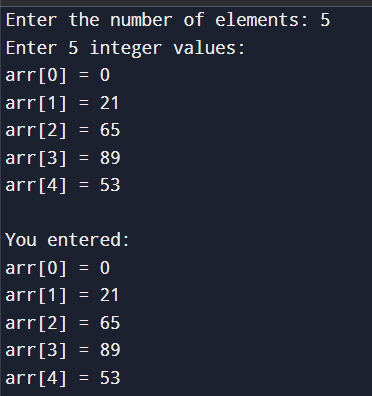 Enter the number of elements: 5
Enter 5 integer values:
arr[0] = 0
arr[1] = 21
arr[2] = 65
arr[3] = 89
arr[4] = 53
You entered:
arr[0] = 0
arr[1] = 21
arr[2] = 65
arr[3] = 89
arr[4] = 53